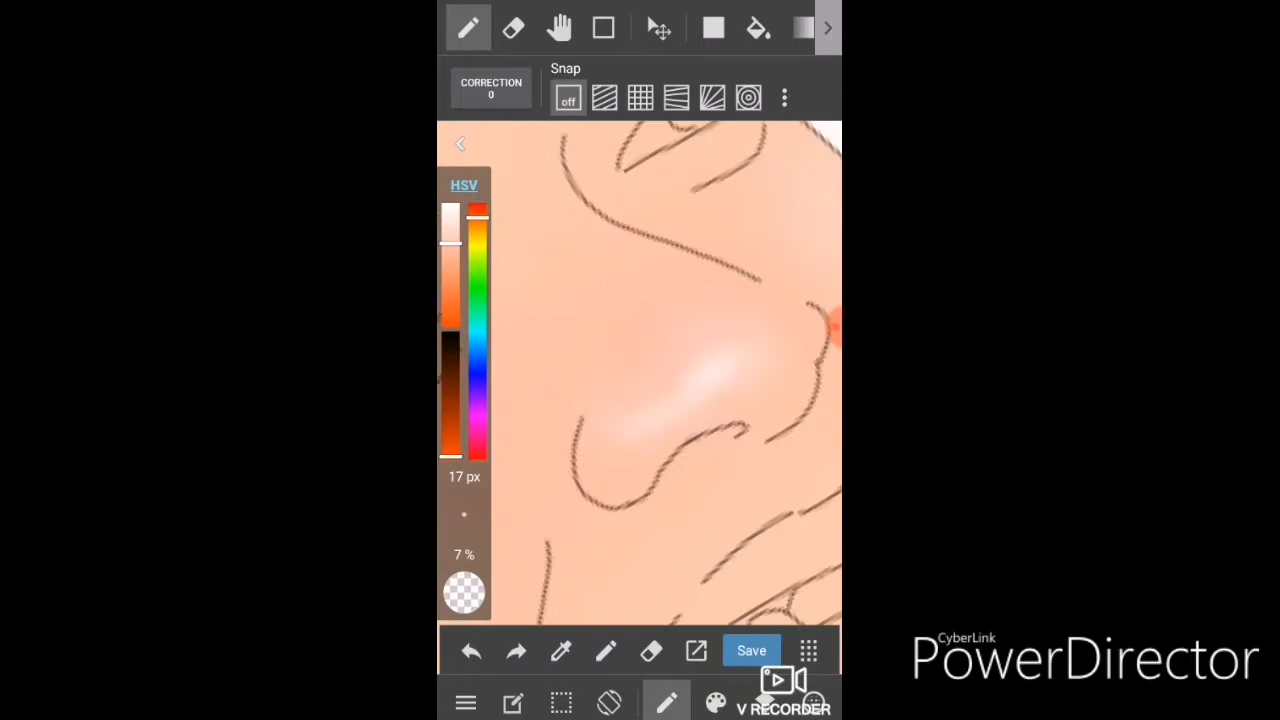 CORRECTION
0
Snap
off
HSV
17 px
7 %
Save
V RECORDER
CyberLink
PowerDirector